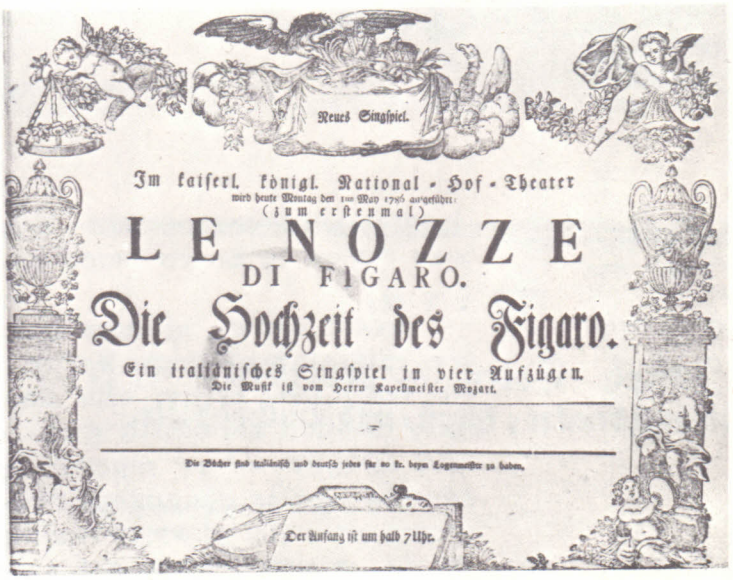 Neues Singspiel.
Im kaiserl. königl. National-Hof-Theater
wird heute Montag den 1ten May 1786 aufgeführt:
(zum erstenmal)
LE NOZZE
DI FIGARO.
Die Hochzeit des Figaro.
Ein italiänisches Singspiel in vier Aufzügen.
Die Musik ist vom Herrn Kapellmeister Mozart.
Die Bücher sind italiänisch und deutsch jedes für 20 kr. beym Logenmeister zu haben.
Der Anfang ist um halb 7 Uhr.